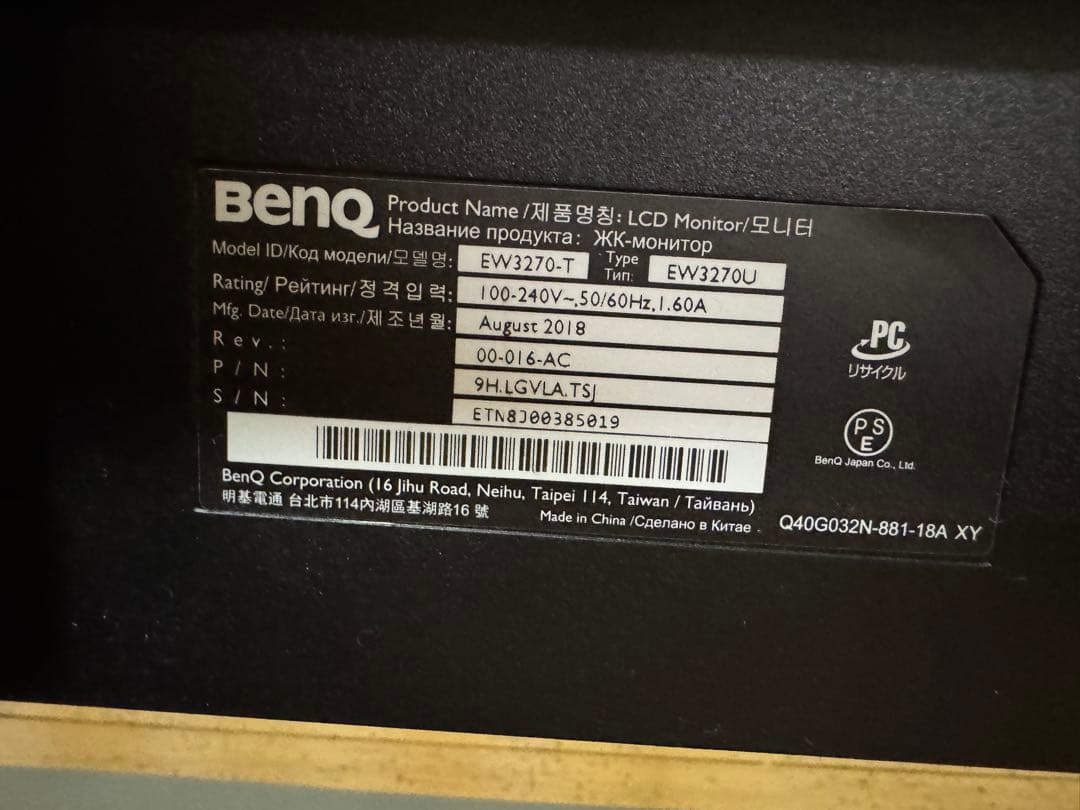 BenQ
Product Name /제품명칭: LCD Monitor/모니터
Название продукта: ЖК-монитор
Model ID/Код модели/모델명: EW3270-T Type Тип: EW3270U
Rating/ Рейтинг/정격입력: 100-240V~,50/60Hz,1.60A
Mfg. Date/Дата изг./제조년월: August 2018
Rev.: 00-016-AC
P/N: 9H.LGVLA.TSJ
S/N: ETN8J00385019
BenQ Corporation (16 Jihu Road, Neihu, Taipei 114, Taiwan / Тайвань)
明基電通 台北市114內湖區基湖路16 號
Made in China /Сделано в Китае
Q40G032N-881-18A XY
PC
リサイクル
PSE
BenQ Japan Co., Ltd.